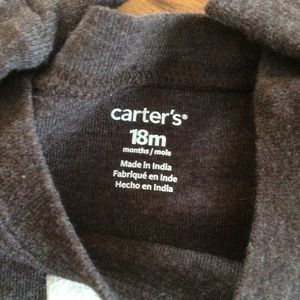 carter's®
18m
months / mois
Made in India
Fabriqué en Inde
Hecho en India